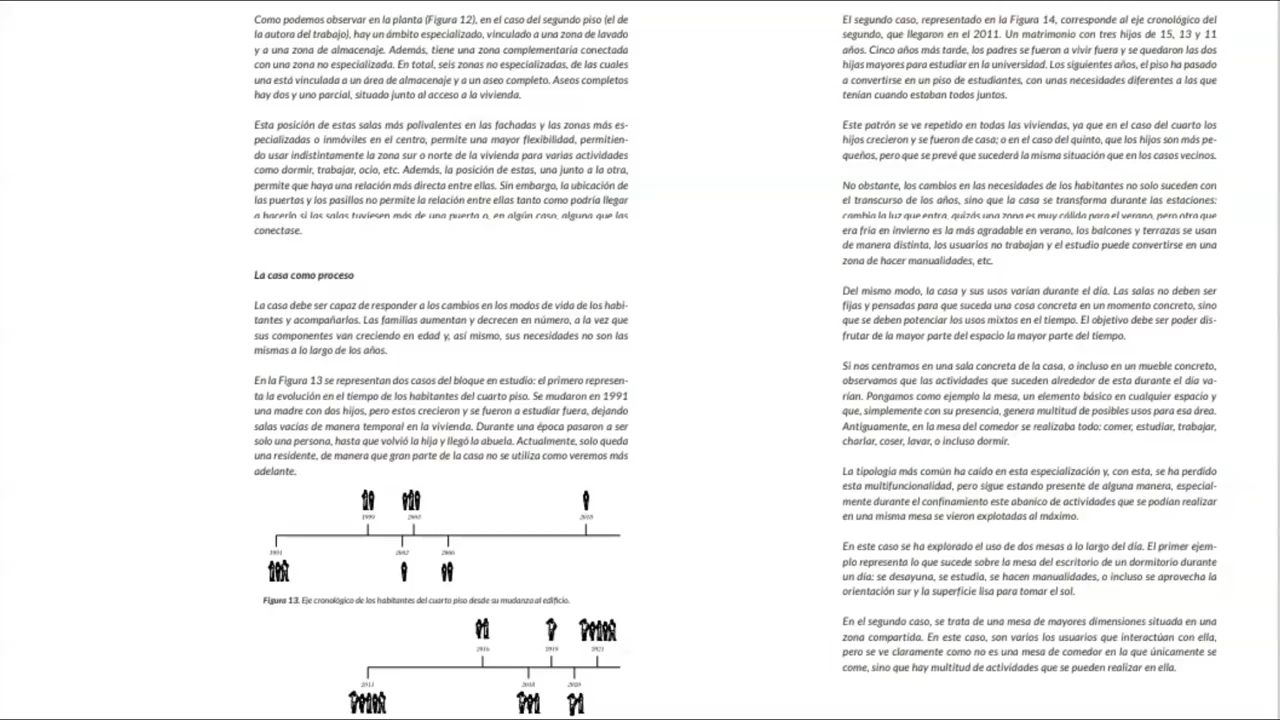 Como podemos observar en la planta (Figura 12), en el caso del segundo piso (el de
la autora del trabajo), hay un ámbito especializado, vinculado a una zona de lavado
y a una zona de almacenaje. Además, tiene una zona complementaria conectada
con una zona no especializada. En total, seis zonas no especializadas, de las cuales
una está vinculada a un área de almacenaje y a un aseo completo. Aseos completos
hay dos y uno parcial, situado junto al acceso a la vivienda.
Esta posición de estas salas más polivalentes en las fachadas y las zonas más es-
pecializadas o inmóviles en el centro, permite una mayor flexibilidad, permitien-
do usar indistintamente la zona sur o norte de la vivienda para varias actividades
como dormir, trabajar, ocio, etc. Además, la posición de estas, una junto a la otra,
permite que haya una relación más directa entre ellas. Sin embargo, la ubicación de
las puertas y los pasillos no permite la relación entre ellas tanto como podría llegar
a hacerlo si las salas tuviesen más de una puerta o, en algún caso, alguna que las
conectase.
La casa como proceso
La casa debe ser capaz de responder a los cambios en los modos de vida de los habi-
tantes y acompañarlos. Las familias aumentan y decrecen en número, a la vez que
sus componentes van creciendo en edad y, así mismo, sus necesidades no son las
mismas a lo largo de los años.
En la Figura 13 se representan dos casos del bloque en estudio: el primero represen-
ta la evolución en el tiempo de los habitantes del cuarto piso. Se mudaron en 1991
una madre con dos hijos, pero estos crecieron y se fueron a estudiar fuera, dejando
salas vacías de manera temporal en la vivienda. Durante una época pasaron a ser
solo una persona, hasta que volvió la hija y llegó la abuela. Actualmente, solo queda
una residente, de manera que gran parte de la casa no se utiliza como veremos más
adelante.
1991
2002
2006
2018
Figura 13. Eje cronológico de los habitantes del cuarto piso desde su mudanza al edificio.
2016
2019
2021
2011
2018
2020
El segundo caso, representado en la Figura 14, corresponde al eje cronológico del
segundo, que llegaron en el 2011. Un matrimonio con tres hijos de 15, 13 y 11
años. Cinco años más tarde, los padres se fueron a vivir fuera y se quedaron las dos
hijas mayores para estudiar en la universidad. Los siguientes años, el piso ha pasado
a convertirse en un piso de estudiantes, con unas necesidades diferentes a las que
tenían cuando estaban todos juntos.
Este patrón se ve repetido en todas las viviendas, ya que en el caso del cuarto los
hijos crecieron y se fueron de casa; o en el caso del quinto, que los hijos son más pe-
queños, pero que se prevé que sucederá la misma situación que en los casos vecinos.
No obstante, los cambios en las necesidades de los habitantes no solo suceden con
el transcurso de los años, sino que la casa se transforma durante las estaciones:
cambia la luz que entra, quizás una zona es muy cálida para el verano, pero otra que
era fría en invierno es la más agradable en verano, los balcones y terrazas se usan
de manera distinta, los usuarios no trabajan y el estudio puede convertirse en una
zona de hacer manualidades, etc.
Del mismo modo, la casa y sus usos varían durante el día. Las salas no deben ser
fijas y pensadas para que suceda una cosa concreta en un momento concreto, sino
que se deben potenciar los usos mixtos en el tiempo. El objetivo debe ser poder dis-
frutar de la mayor parte del espacio la mayor parte del tiempo.
Si nos centramos en una sala concreta de la casa, o incluso en un mueble concreto,
observamos que las actividades que suceden alrededor de esta durante el día va-
rían. Pongamos como ejemplo la mesa, un elemento básico en cualquier espacio y
que, simplemente con su presencia, genera multitud de posibles usos para esa área.
Antiguamente, en la mesa del comedor se realizaba todo: comer, estudiar, trabajar,
charlar, coser, lavar, o incluso dormir.
La tipología más común ha caído en esta especialización y, con esta, se ha perdido
esta multifuncionalidad, pero sigue estando presente de alguna manera, especial-
mente durante el confinamiento este abanico de actividades que se podían realizar
en una misma mesa se vieron explotadas al máximo.
En este caso se ha explorado el uso de dos mesas a lo largo del día. El primer ejem-
plo representa lo que sucede sobre la mesa del escritorio de un dormitorio durante
un día: se desayuna, se estudia, se hacen manualidades, o incluso se aprovecha la
orientación sur y la superficie lisa para tomar el sol.
En el segundo caso, se trata de una mesa de mayores dimensiones situada en una
zona compartida. En este caso, son varios los usuarios que interactúan con ella,
pero se ve claramente como no es una mesa de comedor en la que únicamente se
come, sino que hay multitud de actividades que se pueden realizar en ella.